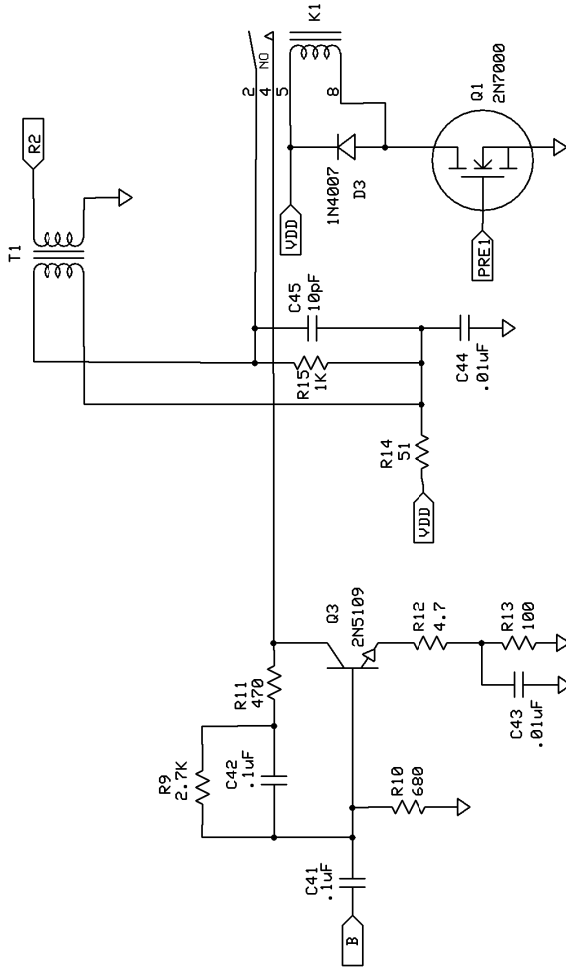 K1
NO
2
4
5
8
R2
T1
VDD
1N4007
D3
Q1
2N7000
PRE1
C45
10pF
R15
1K
C44
.01uF
R14
51
VDD
Q3
2N5109
R12
4.7
R13
100
C43
.01uF
R11
470
R9
2.7K
C42
.1uF
R10
680
C41
.1uF
B